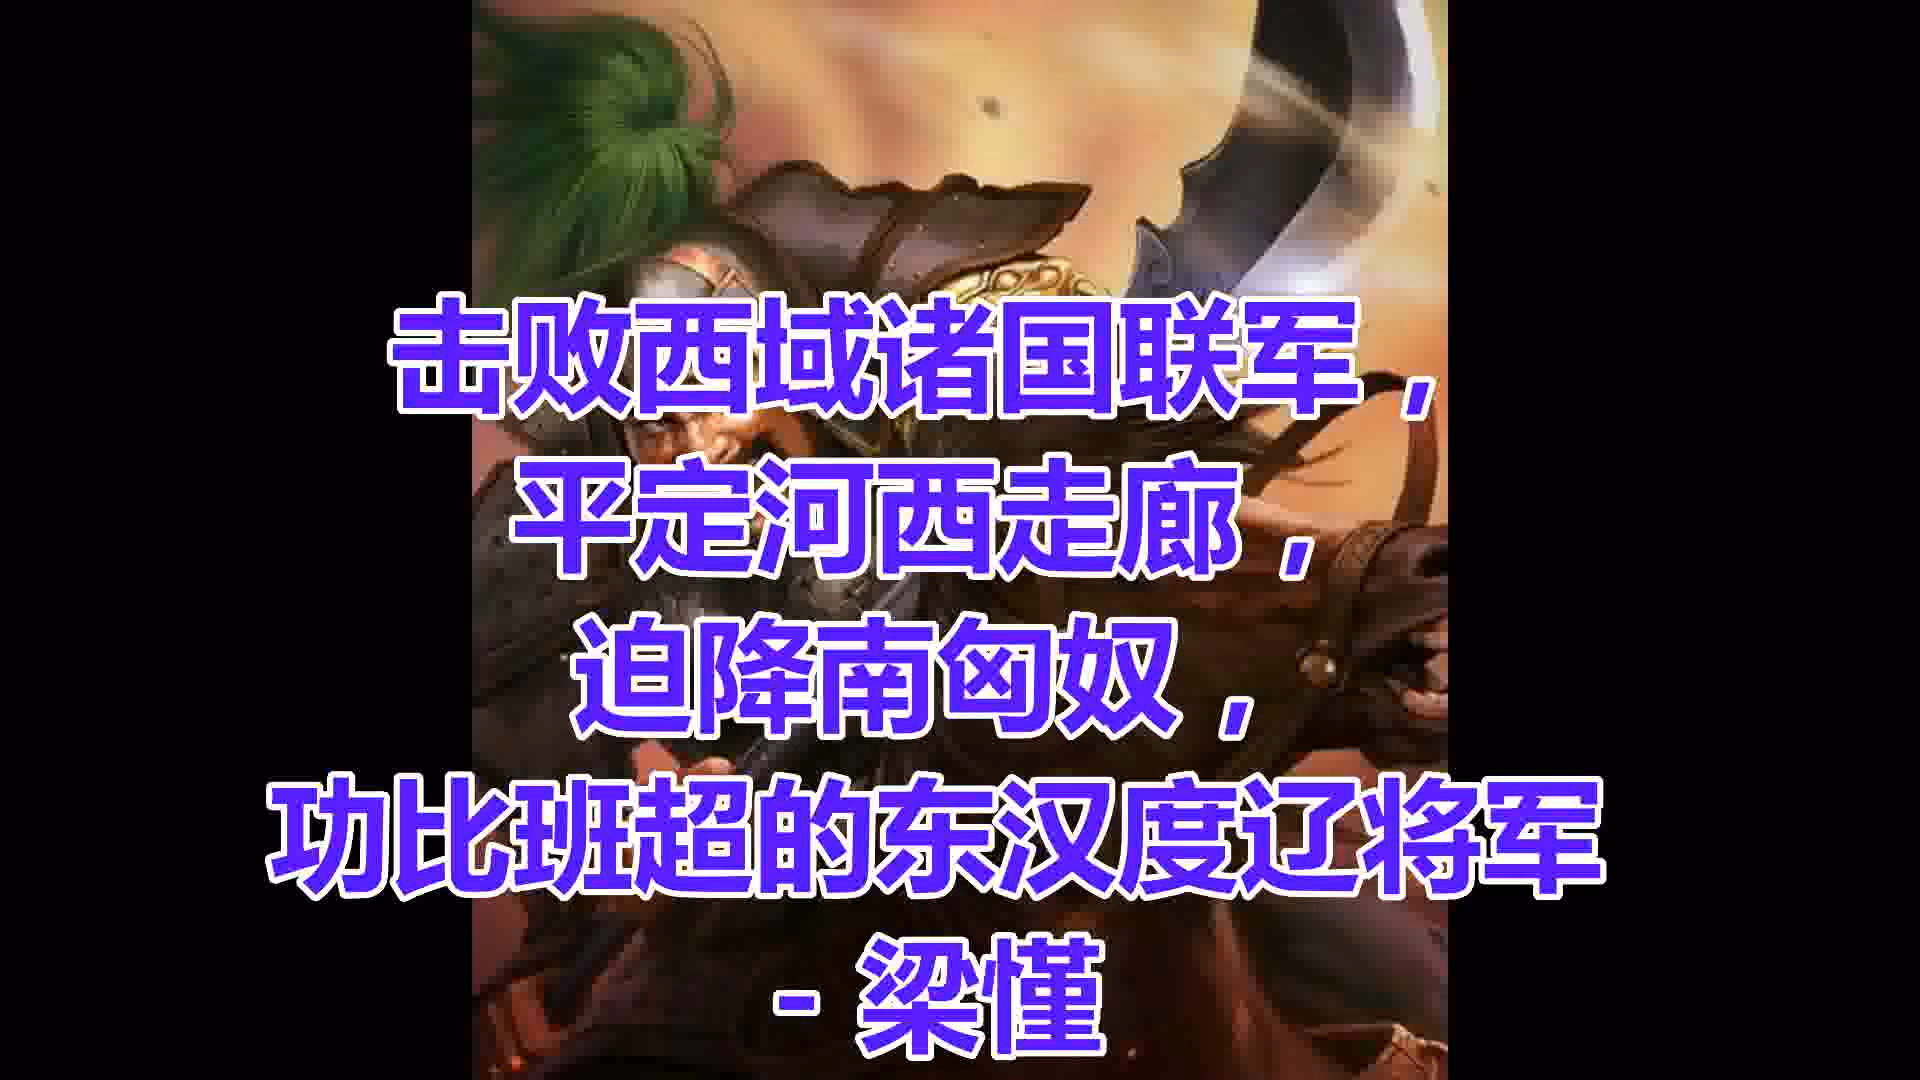 击败西域诸国联军，
平定河西走廊，
迫降南匈奴，
功比班超的东汉度辽将军
- 梁慬